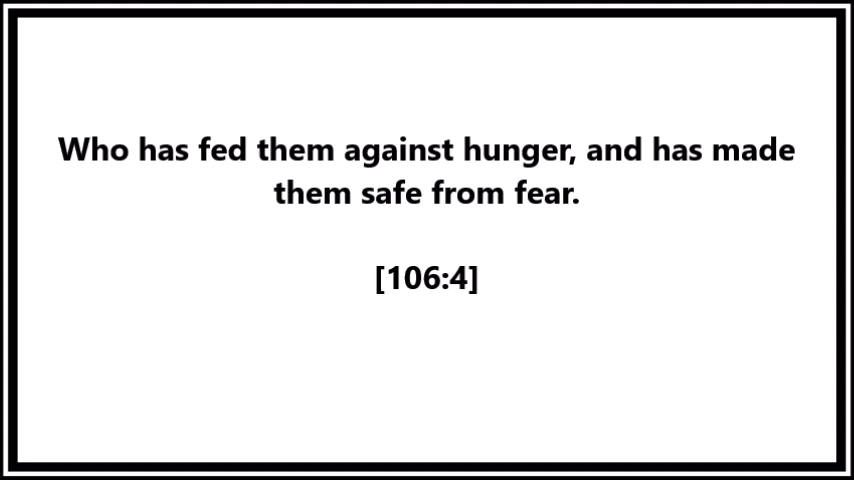 Who has fed them against hunger, and has made
them safe from fear.
[106:4]